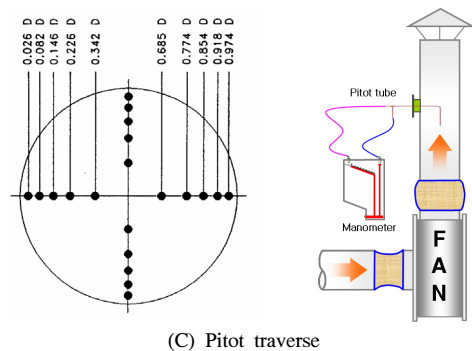 0.026 D
0.082 D
0.146 D
0.226 D
0.342 D
0.685 D
0.774 D
0.854 D
0.918 D
0.974 D
Pitot tube
Manometer
F
A
N
(C) Pitot traverse